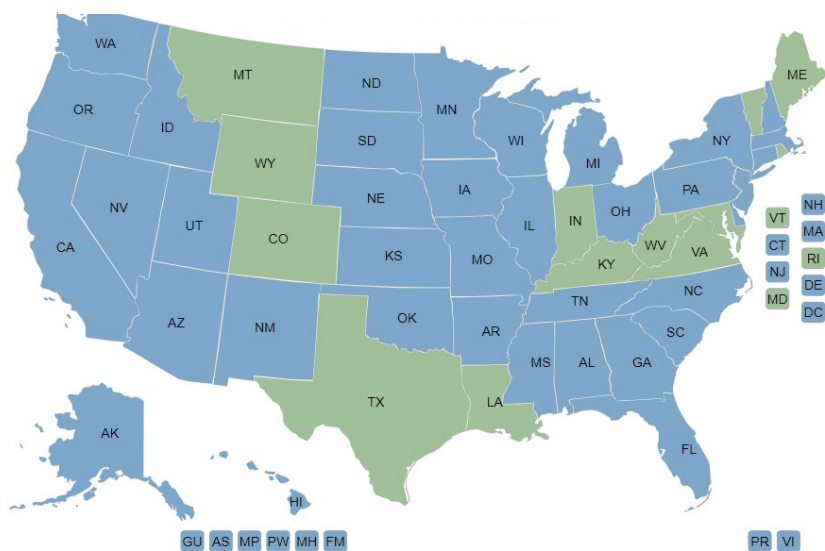 WA
MT
ND
MN
ME
OR
ID
SD
WI
MI
NY
WY
NE
IA
PA
NV
UT
CO
IL
IN
OH
NH
VT
MA
CA
KS
MO
KY
WV
VA
CT
RI
NJ
DE
MD
DC
AZ
NM
OK
AR
TN
NC
SC
MS
AL
GA
TX
LA
FL
AK
HI
GU AS MP PW MH FM
PR VI